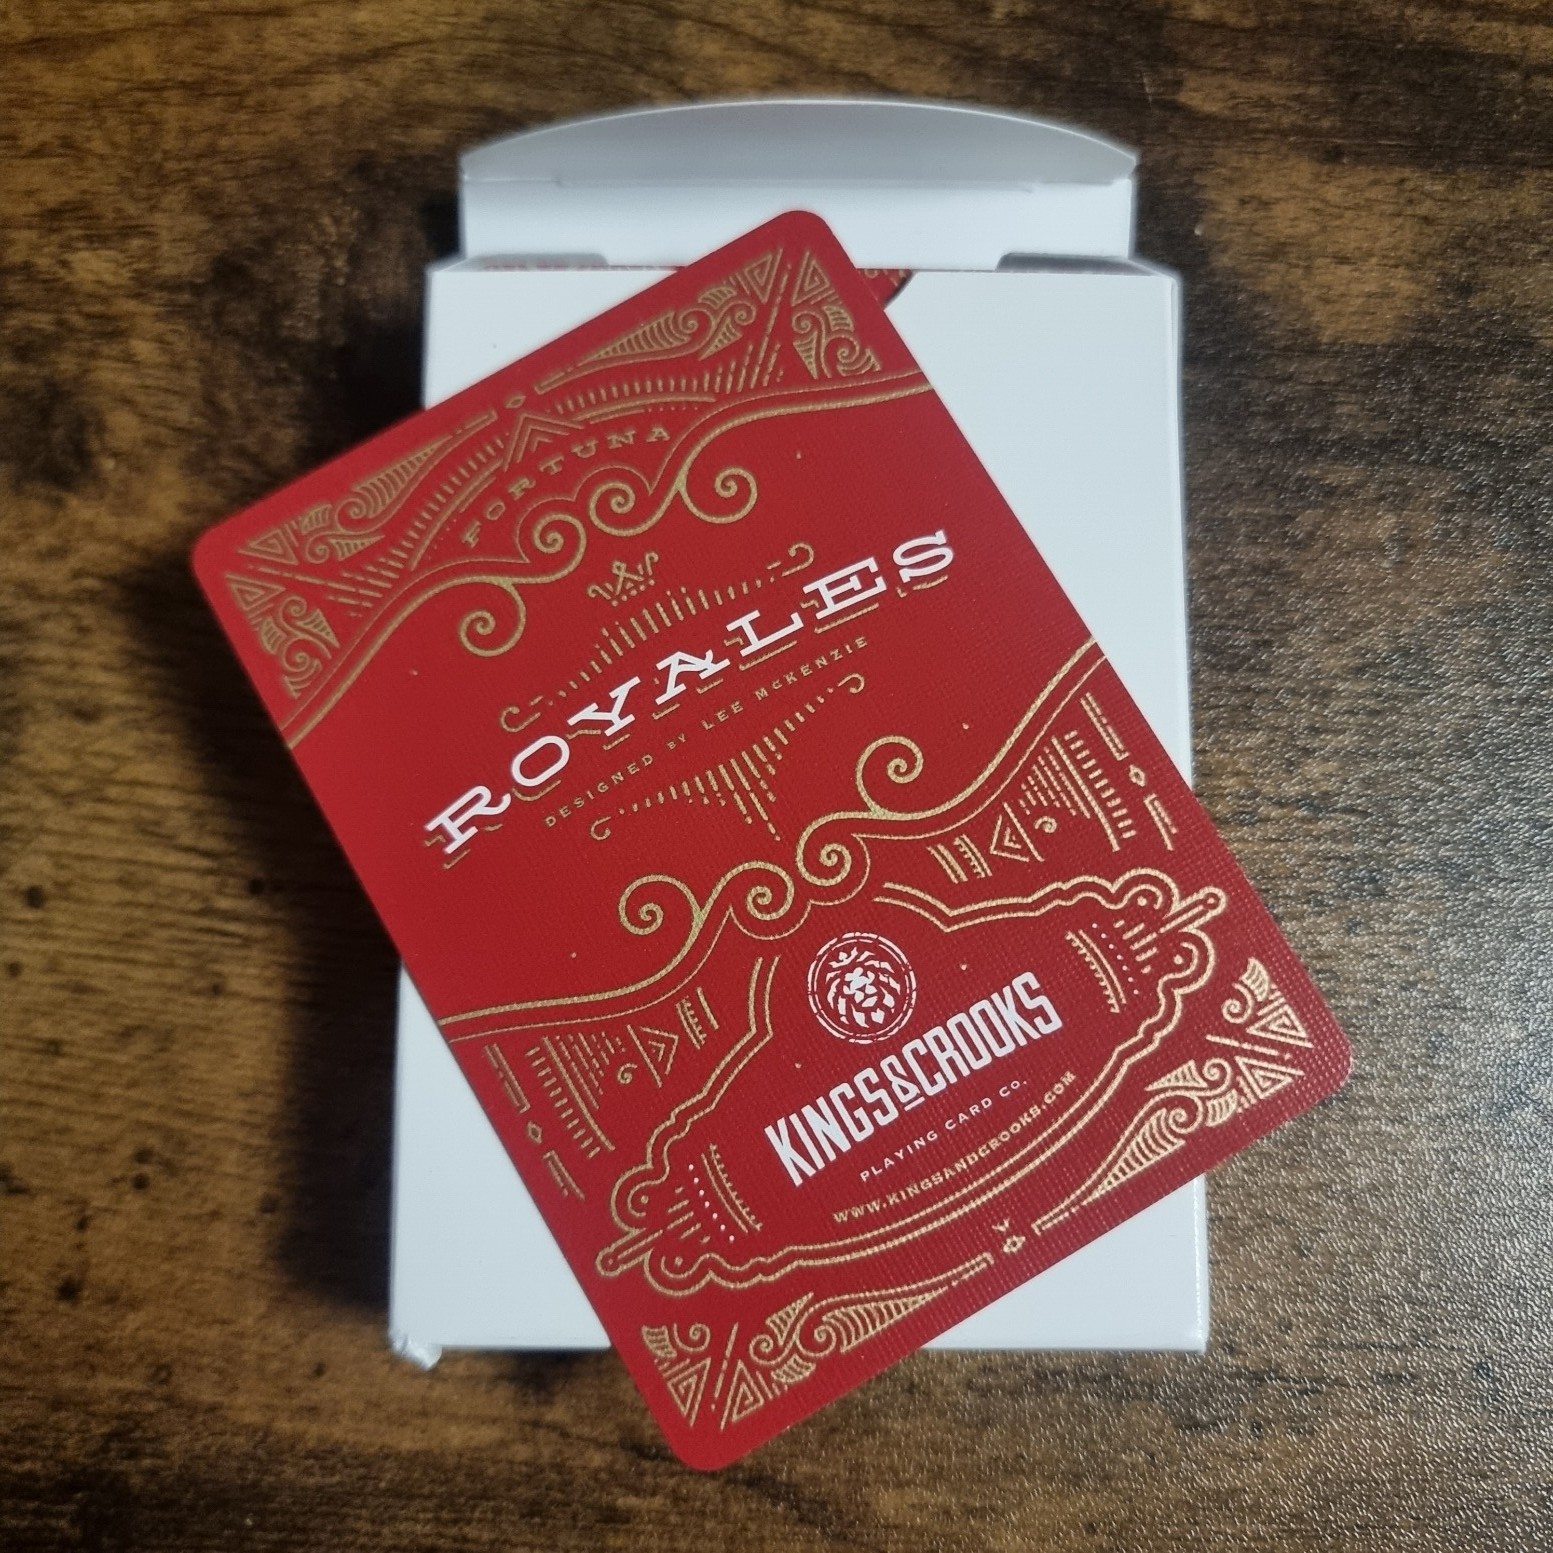 FORTUNA
ROYALES
DESIGNED BY LEE McKENZIE
KINGS&CROOKS
PLAYING CARD CO.
WWW.KINGSANDCROOKS.COM